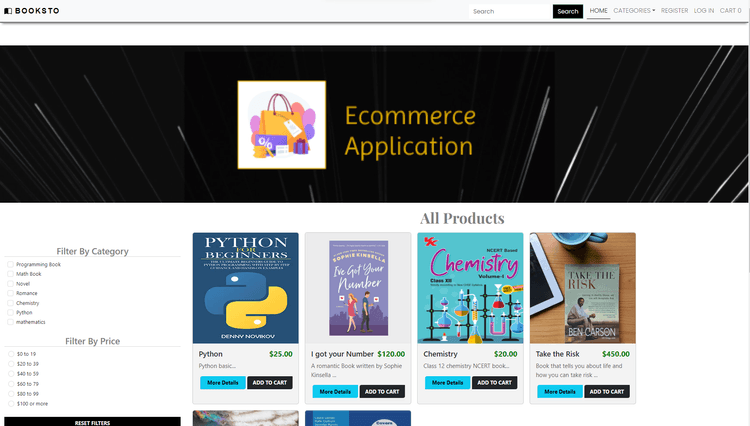 BOOKSTO
Search
Search
HOME
CATEGORIES
REGISTER
LOG IN
CART 0
%
Ecommerce
Application
All Products
Filter By Category
Programming Book
Math Book
Novel
Romance
Chemistry
Python
mathematics
Filter By Price
$0 to 19
$20 to 39
$40 to 59
$60 to 79
$80 to 99
$100 or more
RESET FILTERS
PYTHON
FOR
BEGINNERS
DENNY NOVIKOV
Python $25.00
Python basic...
More Details ADD TO CART
SOPHIE KINSELLA
I've Got Your
Number
I got your Number $120.00
A romantic Book written by Sophie
Kinsella ...
More Details ADD TO CART
NCERT Board
Chemistry
Volume-I
Class XII
Chemistry $20.00
Class 12 chemistry NCERT book...
More Details ADD TO CART
TAKE THE
RISK
BEN CARSON
Take the Risk $450.00
Book that tells you about life and
how you can take risk ...
More Details ADD TO CART